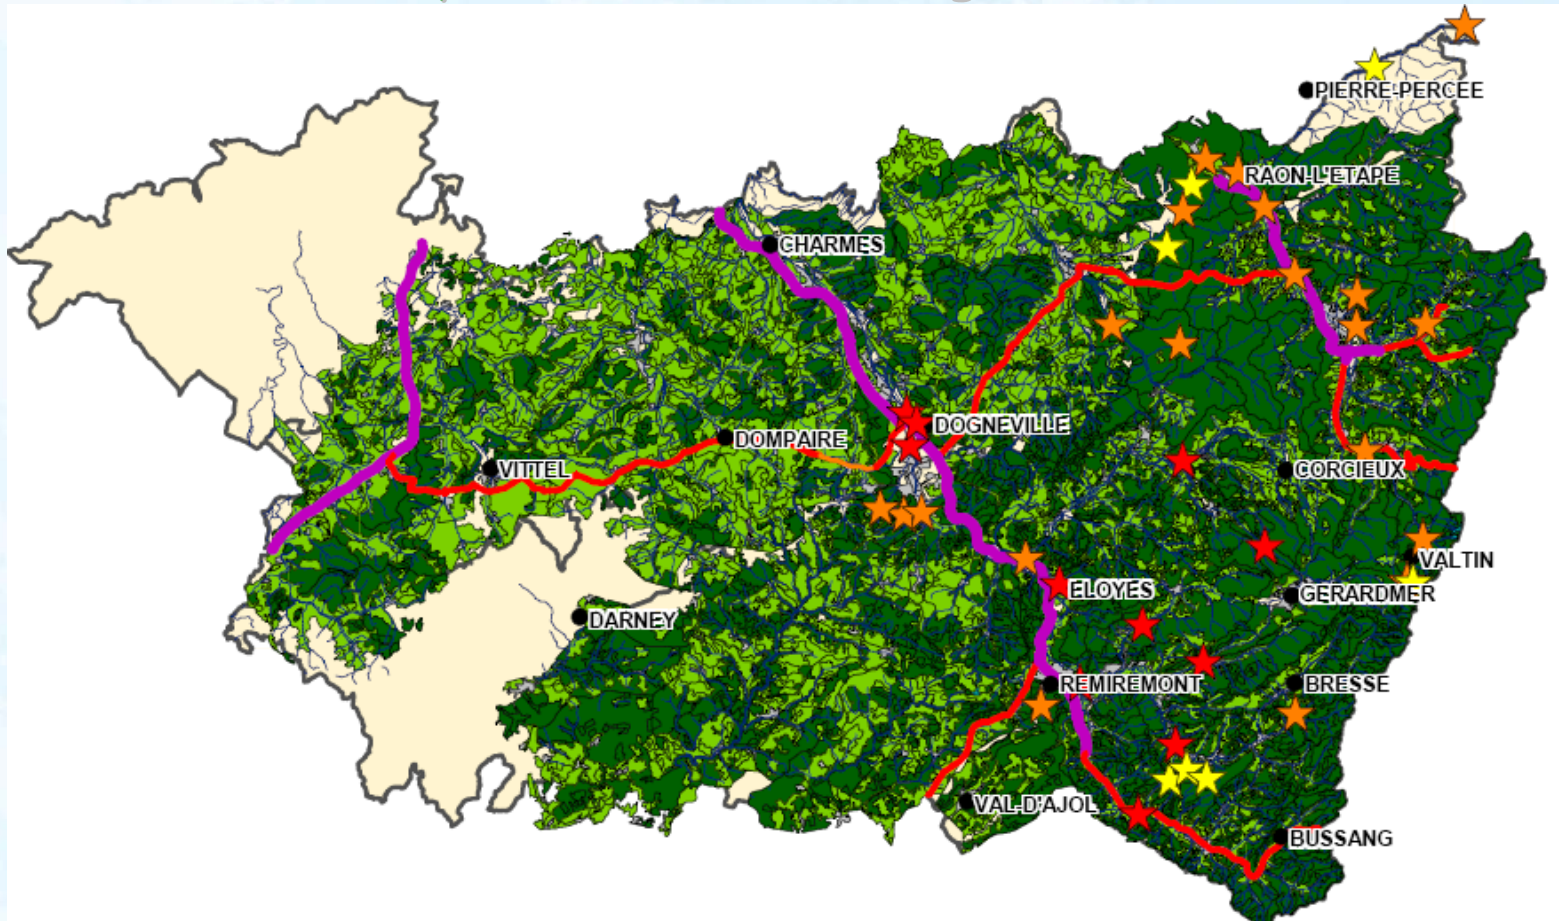 PIERRE-PERCEE
RAON-L'ETAPE
CHARMES
DOGNEVILLE
DOMPAIRE
VITTEL
CORCIEUX
VALTIN
ELOYES
GERARDMER
DARNEY
REMIREMONT
BRESSE
VAL-D'AJOL
BUSSANG